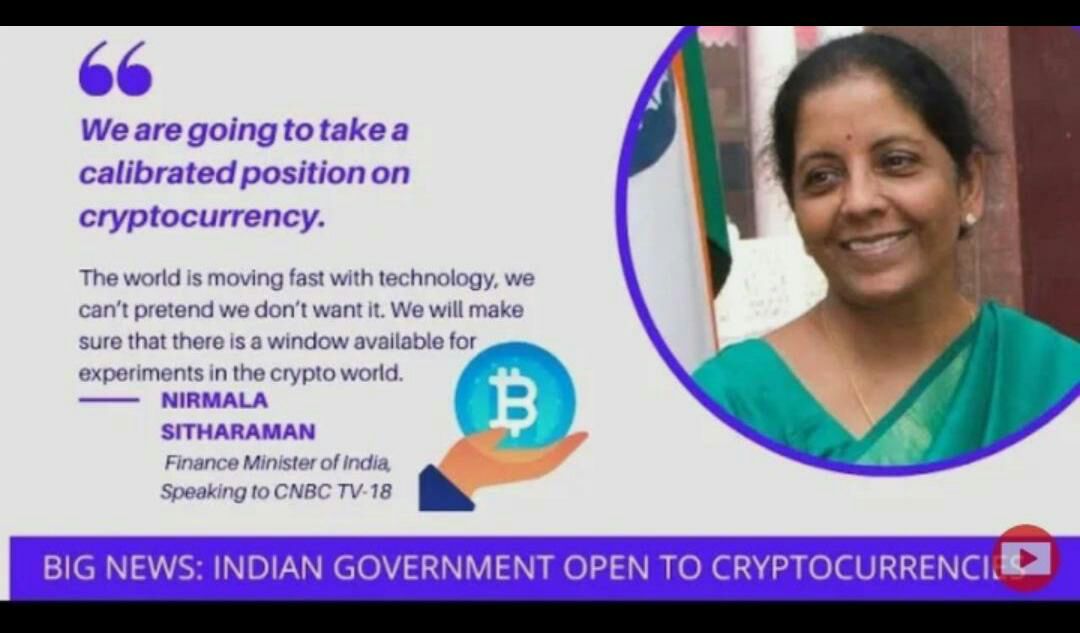 “
We are going to take a
calibrated position on
cryptocurrency.
The world is moving fast with technology, we
can’t pretend we don’t want it. We will make
sure that there is a window available for
experiments in the crypto world.
NIRMALA
SITHARAMAN
Finance Minister of India,
Speaking to CNBC TV-18
BIG NEWS: INDIAN GOVERNMENT OPEN TO CRYPTOCURRENCIES